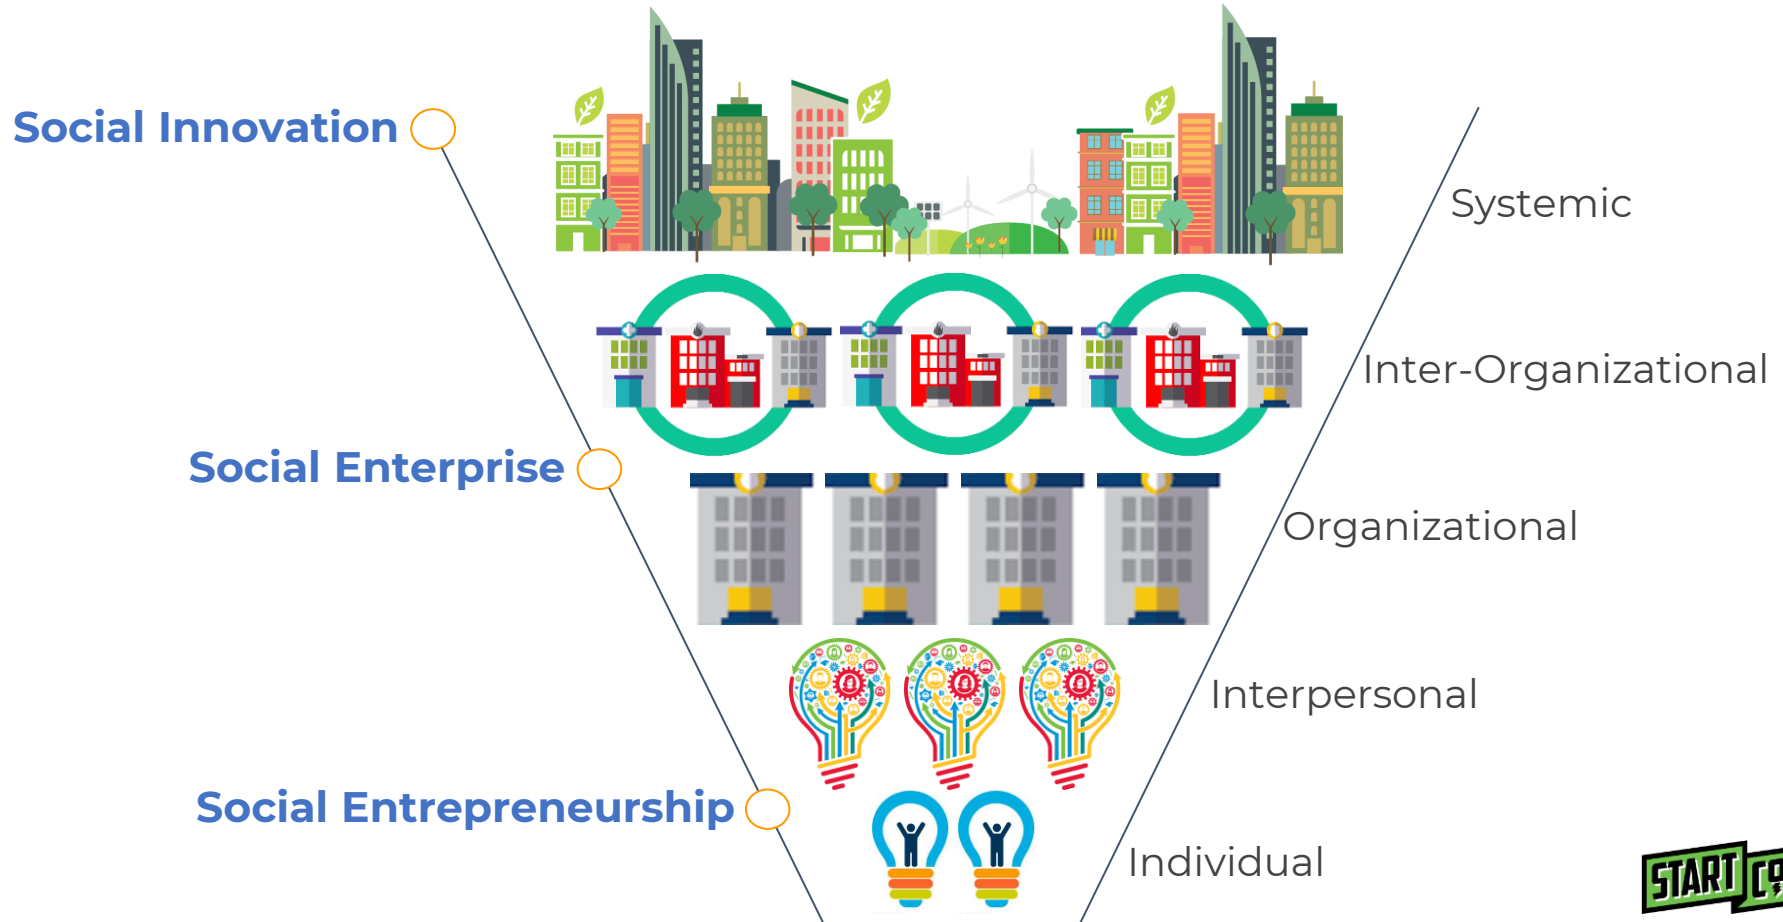 Social Innovation
Systemic
Inter-Organizational
Social Enterprise
Organizational
Interpersonal
Social Entrepreneurship
Individual
START